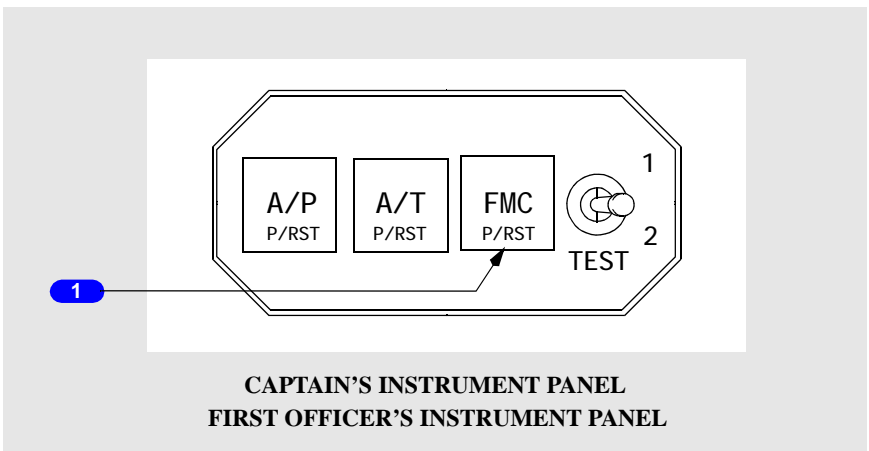 A/P A/T FMC 1
P/RST P/RST P/RST 2
TEST
1
CAPTAIN’S INSTRUMENT PANEL
FIRST OFFICER’S INSTRUMENT PANEL